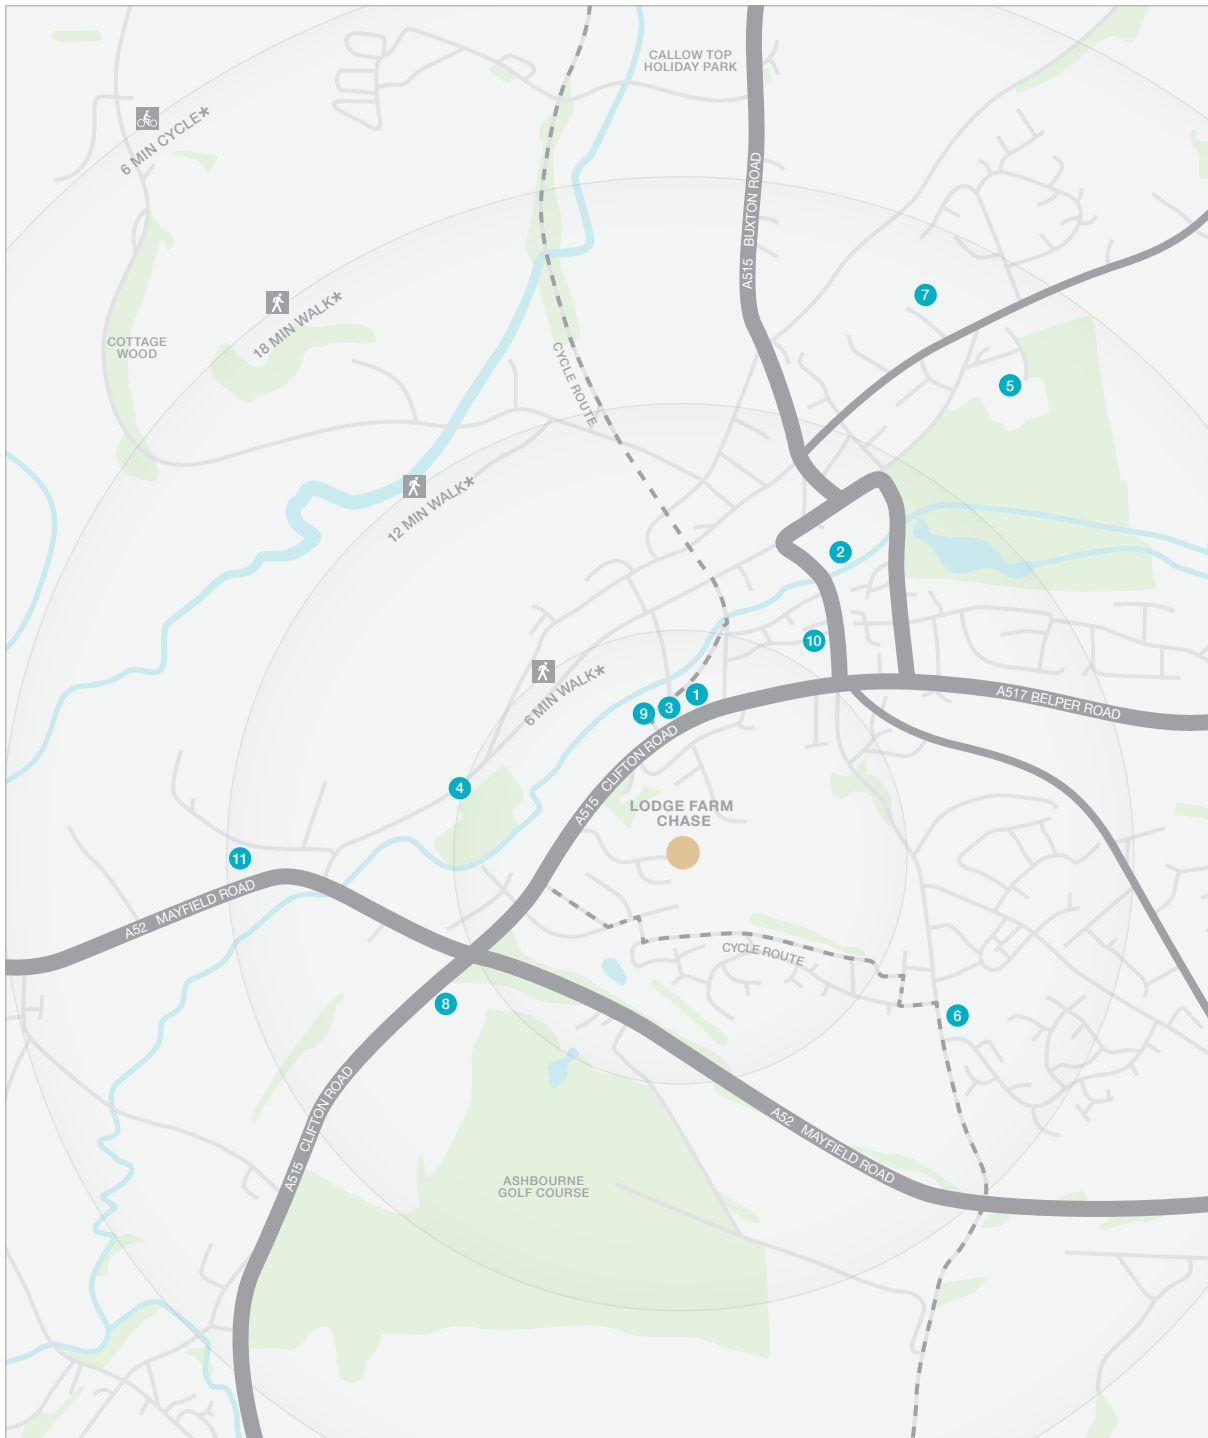 CALLOW TOP
HOLIDAY PARK
6 MIN CYCLE*
A515 BUXTON ROAD
7
18 MIN WALK*
COTTAGE
WOOD
CYCLE ROUTE
5
12 MIN WALK*
2
10
6 MIN WALK*
1
3
9
A517 BELPER ROAD
A515 CLIFTON ROAD
4
LODGE FARM
CHASE
11
A52 MAYFIELD ROAD
CYCLE ROUTE
8
6
A515 CLIFTON ROAD
A52 MAYFIELD ROAD
ASHBOURNE
GOLF COURSE